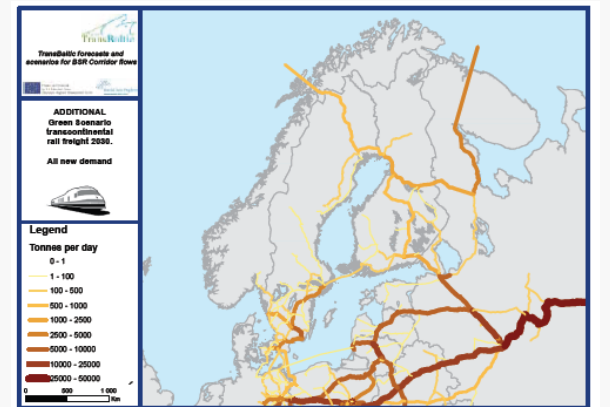 TransBaltic
TransBaltic forecasts and
scenarios for BSR Corridor flows
ADDITIONAL
Green Scenario
transcontinental
rail freight 2030.
All new demand
Legend
Tonnes per day
0 - 1
1 - 100
100 - 500
500 - 1000
1000 - 2500
2500 - 5000
5000 - 10000
10000 - 25000
25000 - 50000
0 500 1 000
Km